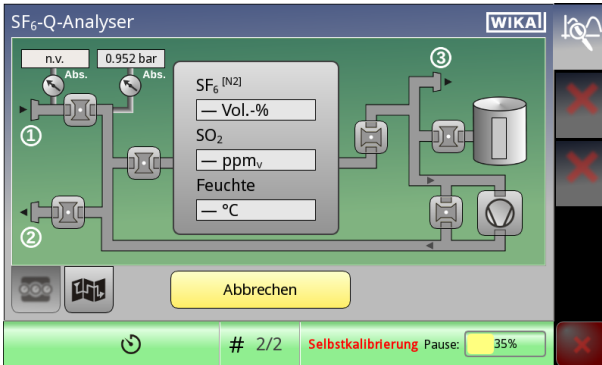 SF₆-Q-Analyser
WIKA
n.v.
0.952 bar
Abs.
Abs.
③
SF₆ [N2]
— Vol.-%
①
SO₂
— ppmᵥ
Feuchte
— °C
②
Abbrechen
# 2/2
Selbstkalibrierung Pause: 35%